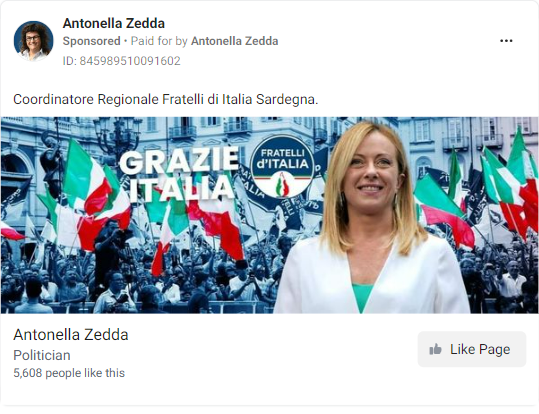 Antonella Zedda
Sponsored • Paid for by Antonella Zedda
ID: 845989510091602
Coordinatore Regionale Fratelli di Italia Sardegna.
GRAZIE
ITALIA
FRATELLI
d'ITALIA
Antonella Zedda
Politician
5,608 people like this
Like Page